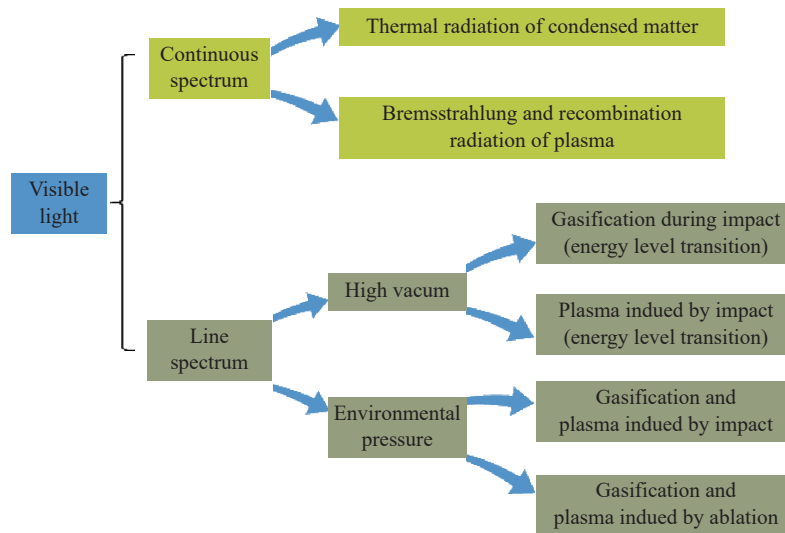 Thermal radiation of condensed matter
Continuous
spectrum
Bremsstrahlung and recombination
radiation of plasma
Visible
light
Gasification during impact
(energy level transition)
High vacum
Plasma indued by impact
(energy level transition)
Line
spectrum
Gasification and
plasma indued by impact
Environmental
pressure
Gasification and
plasma indued by ablation